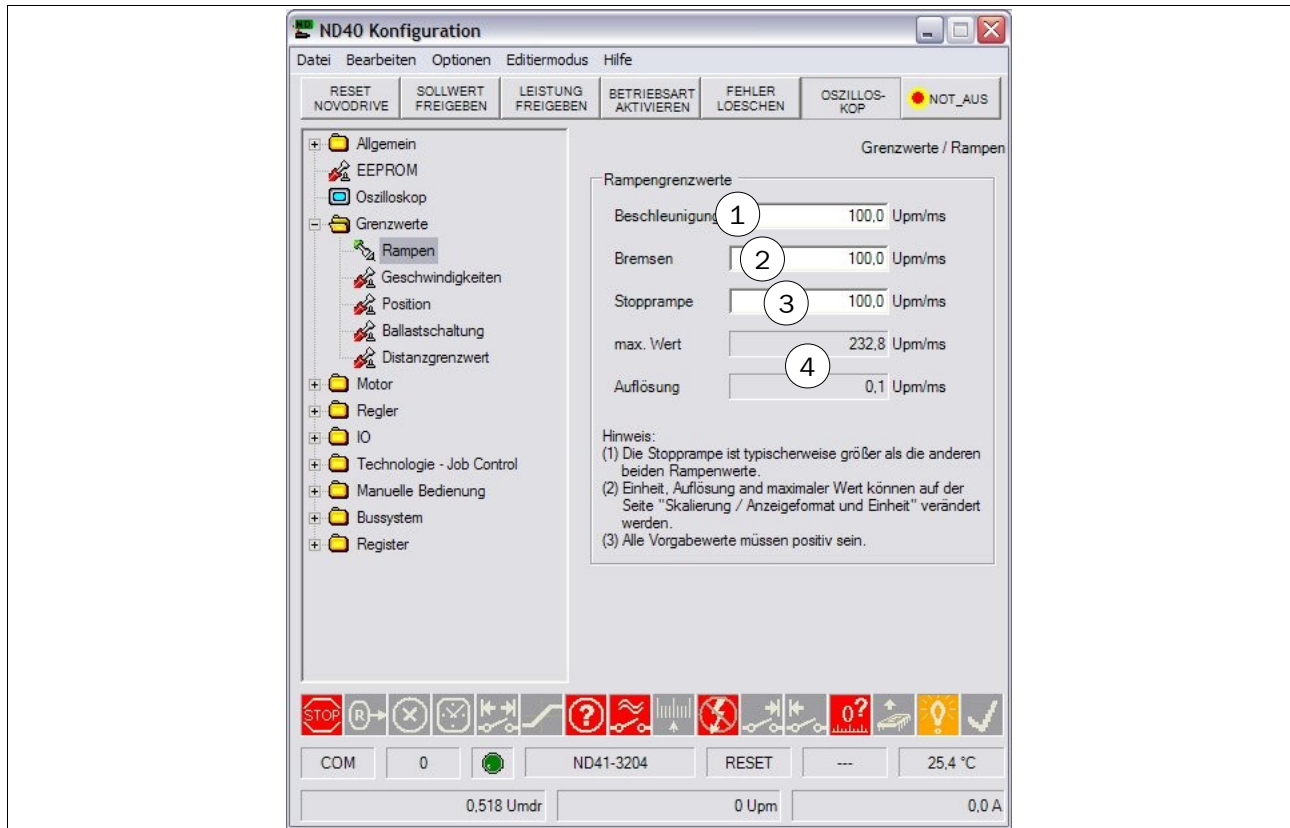 ND40 Konfiguration
Datei Bearbeiten Optionen Editiermodus Hilfe
RESET NOVODRIVE
SOLLWERT FREIGEBEN
LEISTUNG FREIGEBEN
BETRIEBSART AKTIVIEREN
FEHLER LOESCHEN
OSZILLOS-
KOP
NOT_AUS
Allgemein
EEPROM
Oszilloskop
Grenzwerte
Rampen
Geschwindigkeiten
Position
Ballastschaltung
Distanzgrenzwert
Motor
Regler
IO
Technologie - Job Control
Manuelle Bedienung
Bussystem
Register
Grenzwerte / Rampen
Rampengrenzwerte
Beschleunigung 1 100,0 Upm/ms
Bremsen 2 100,0 Upm/ms
Stopprampe 3 100,0 Upm/ms
max. Wert 232,8 Upm/ms
4
Auflösung 0,1 Upm/ms
Hinweis:
(1) Die Stopprampe ist typischerweise größer als die anderen
beiden Rampenwerte.
(2) Einheit, Auflösung and maximaler Wert können auf der
Seite "Skalierung / Anzeigeformat und Einheit" verändert
werden.
(3) Alle Vorgabewerte müssen positiv sein.
STOP R ? 0?
COM 0 ND41-3204 RESET --- 25,4 °C
0,518 Umdr 0 Upm 0,0 A